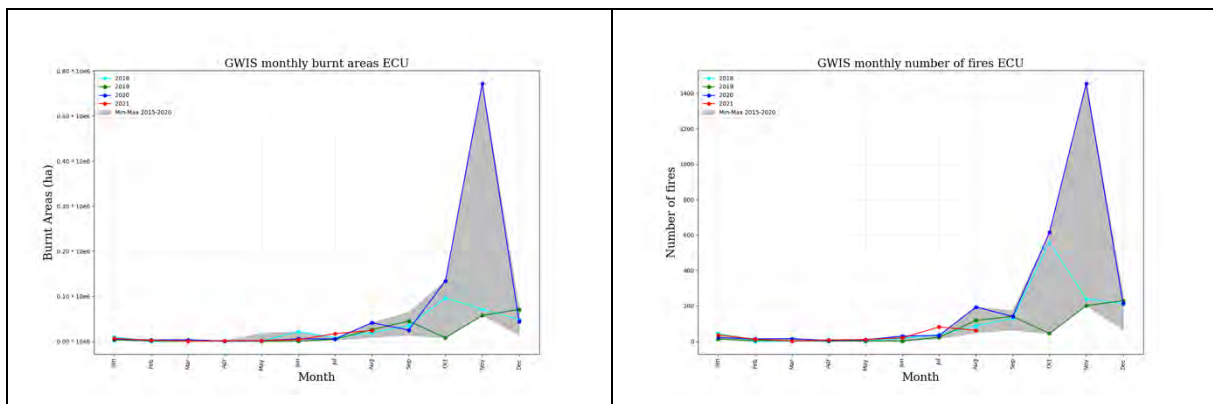 GWIS monthly burnt areas ECU
2018
2019
2020
2021
Min-Max 2015-2020
0.60 * 10e6
0.40 * 10e6
0.30 * 10e6
0.20 * 10e6
0.10 * 10e6
0.00 * 10e6
Burnt Areas (ha)
Jan
Feb
Mar
Apr
May
Jun
Jul
Aug
Sep
Oct
Nov
Dec
Month
GWIS monthly number of fires ECU
2018
2019
2020
2021
Min-Max 2015-2020
1400
1200
1000
800
600
400
200
0
Number of fires
Jan
Feb
Mar
Apr
May
Jun
Jul
Aug
Sep
Oct
Nov
Dec
Month